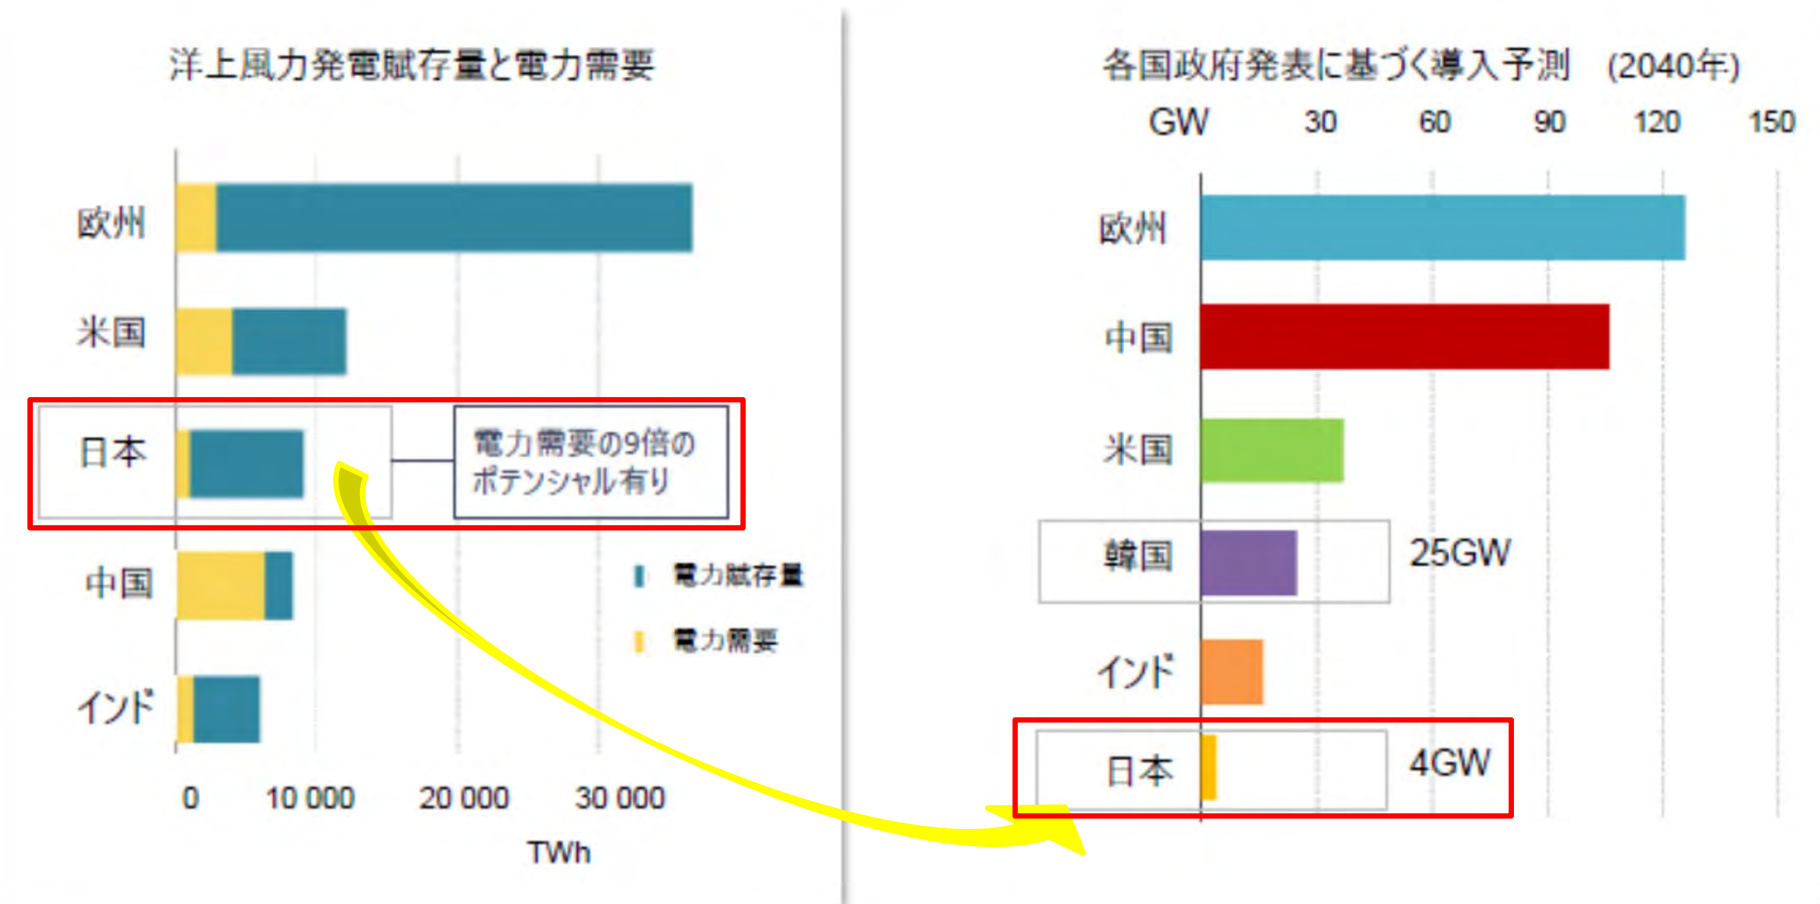 洋上風力発電賦存量と電力需要
欧州
米国
日本
電力需要の9倍の
ポテンシャル有り
中国
電力賦存量
電力需要
インド
0 10 000 20 000 30 000
TWh
各国政府発表に基づく導入予測 (2040年)
GW 30 60 90 120 150
欧州
中国
米国
韓国 25GW
インド
日本 4GW